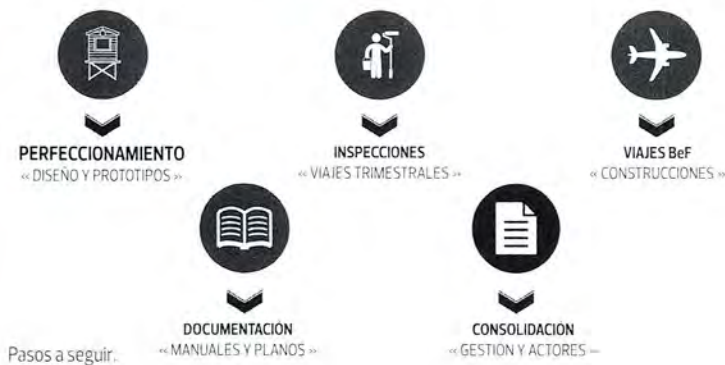 PERFECCIONAMIENTO
« DISEÑO Y PROTOTIPOS »
INSPECCIONES
« VIAJES TRIMESTRALES »
VIAJES BeF
« CONSTRUCCIONES »
DOCUMENTACIÓN
« MANUALES Y PLANOS »
CONSOLIDACIÓN
« GESTION Y ACTORES »
Pasos a seguir.